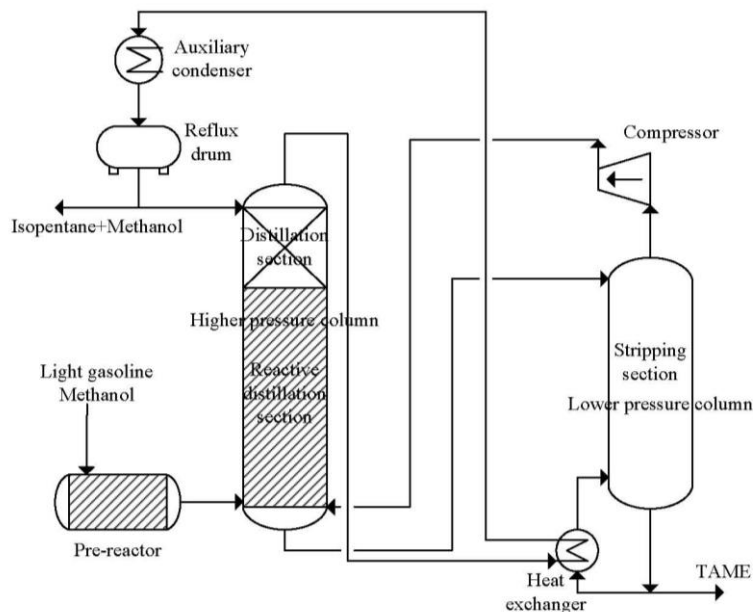 Auxiliary
condenser
Reflux
drum
Compressor
Isopentane+Methanol
Distillation
section
Higher pressure column
Reactive
distillation
section
Stripping
section
Lower pressure column
Light gasoline
Methanol
Pre-reactor
Heat
exchanger
TAME